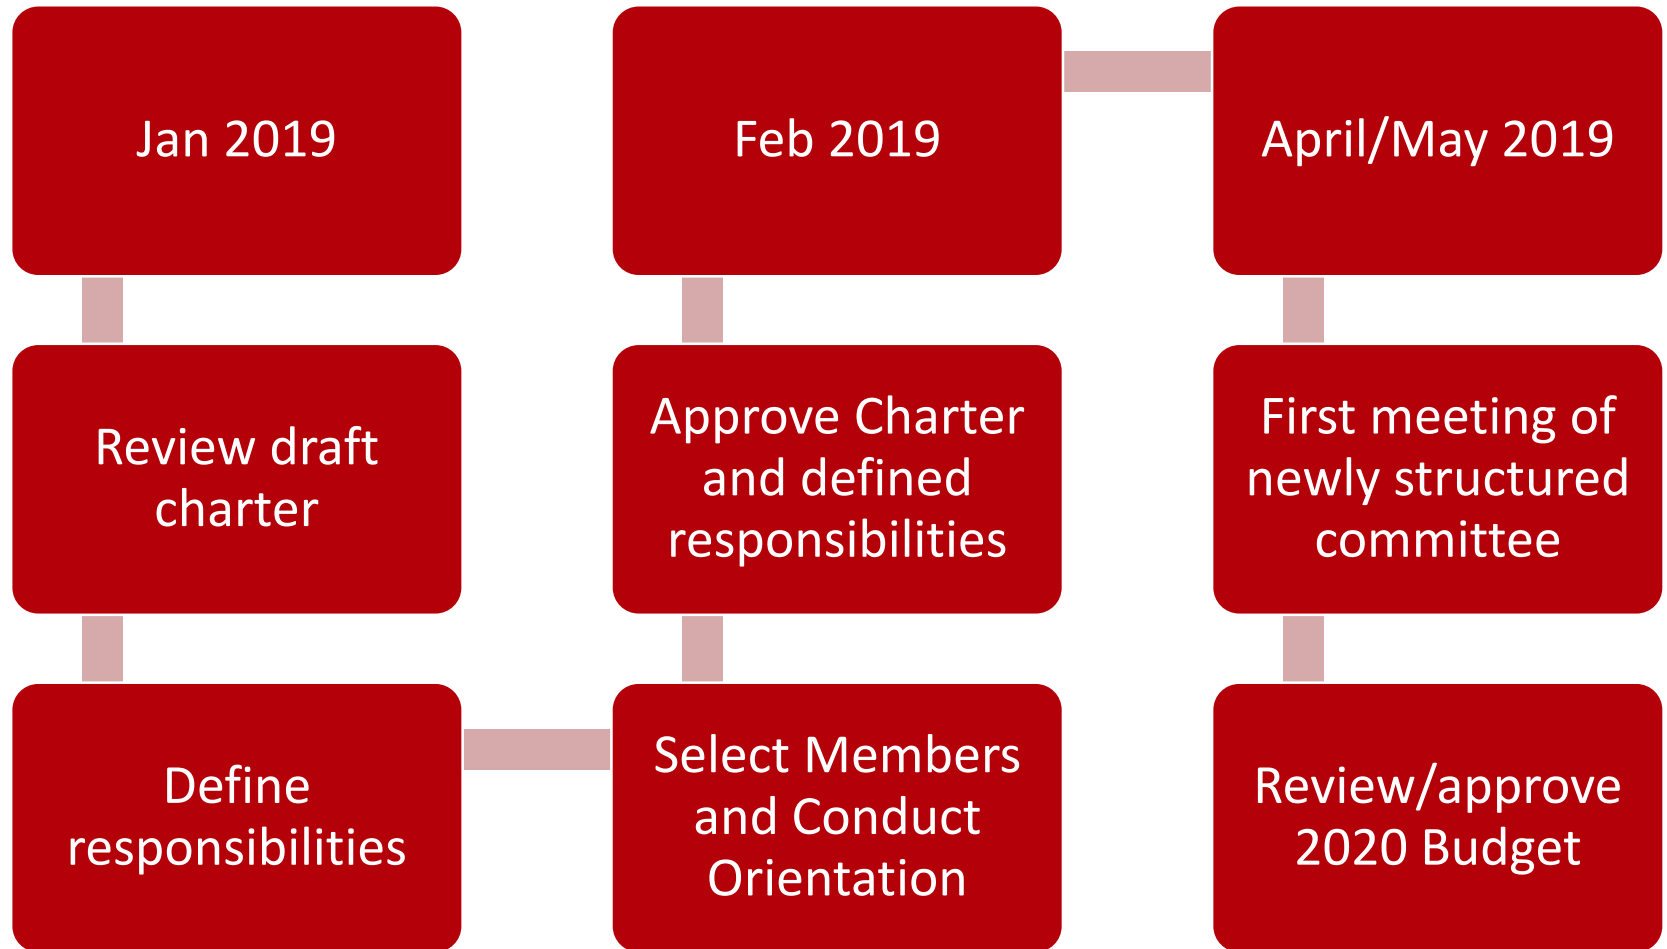 Jan 2019
Review draft
charter
Define
responsibilities
Feb 2019
Approve Charter
and defined
responsibilities
Select Members
and Conduct
Orientation
April/May 2019
First meeting of
newly structured
committee
Review/approve
2020 Budget